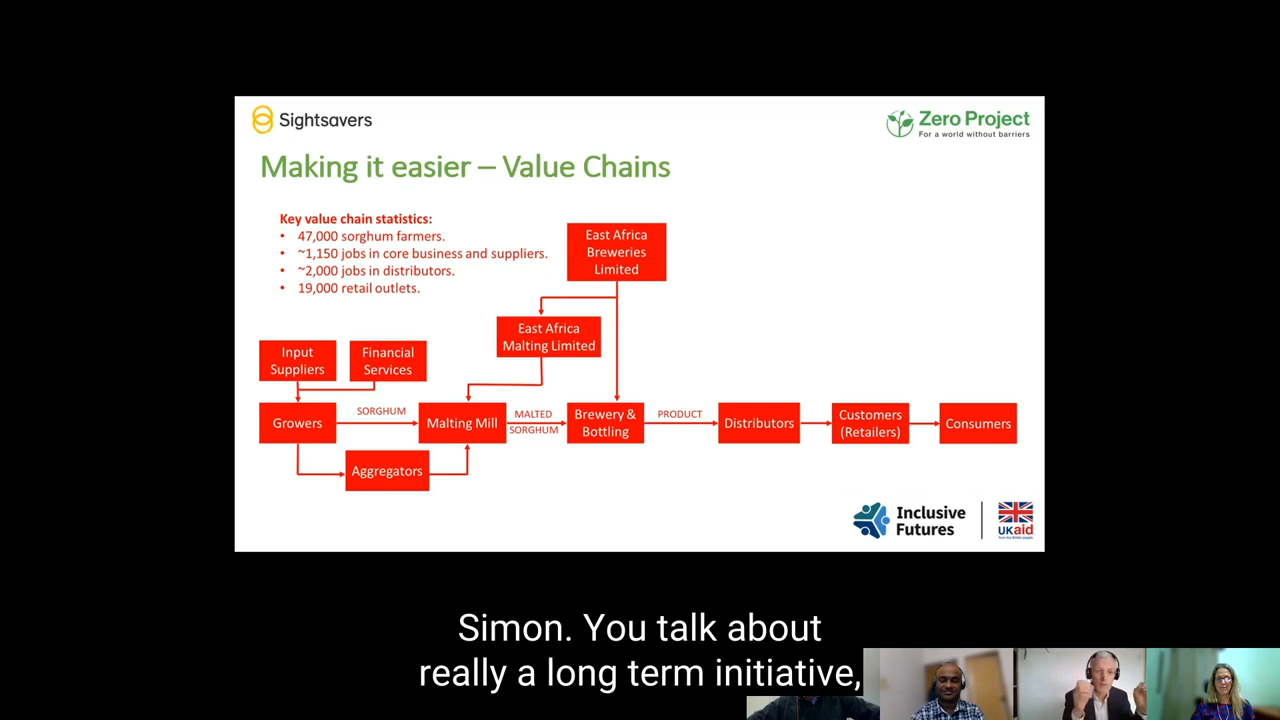 Sightsavers
Zero Project
For a world without barriers
Making it easier – Value Chains
Key value chain statistics:
• 47,000 sorghum farmers.
• ~1,150 jobs in core business and suppliers.
• ~2,000 jobs in distributors.
• 19,000 retail outlets.
East Africa
Breweries
Limited
East Africa
Malting Limited
Input
Suppliers
Financial
Services
Growers
SORGHUM
Malting Mill
MALTED
SORGHUM
Brewery &
Bottling
PRODUCT
Distributors
Customers
(Retailers)
Consumers
Aggregators
Inclusive
Futures
UKaid
from the British people
Simon. You talk about
really a long term initiative,